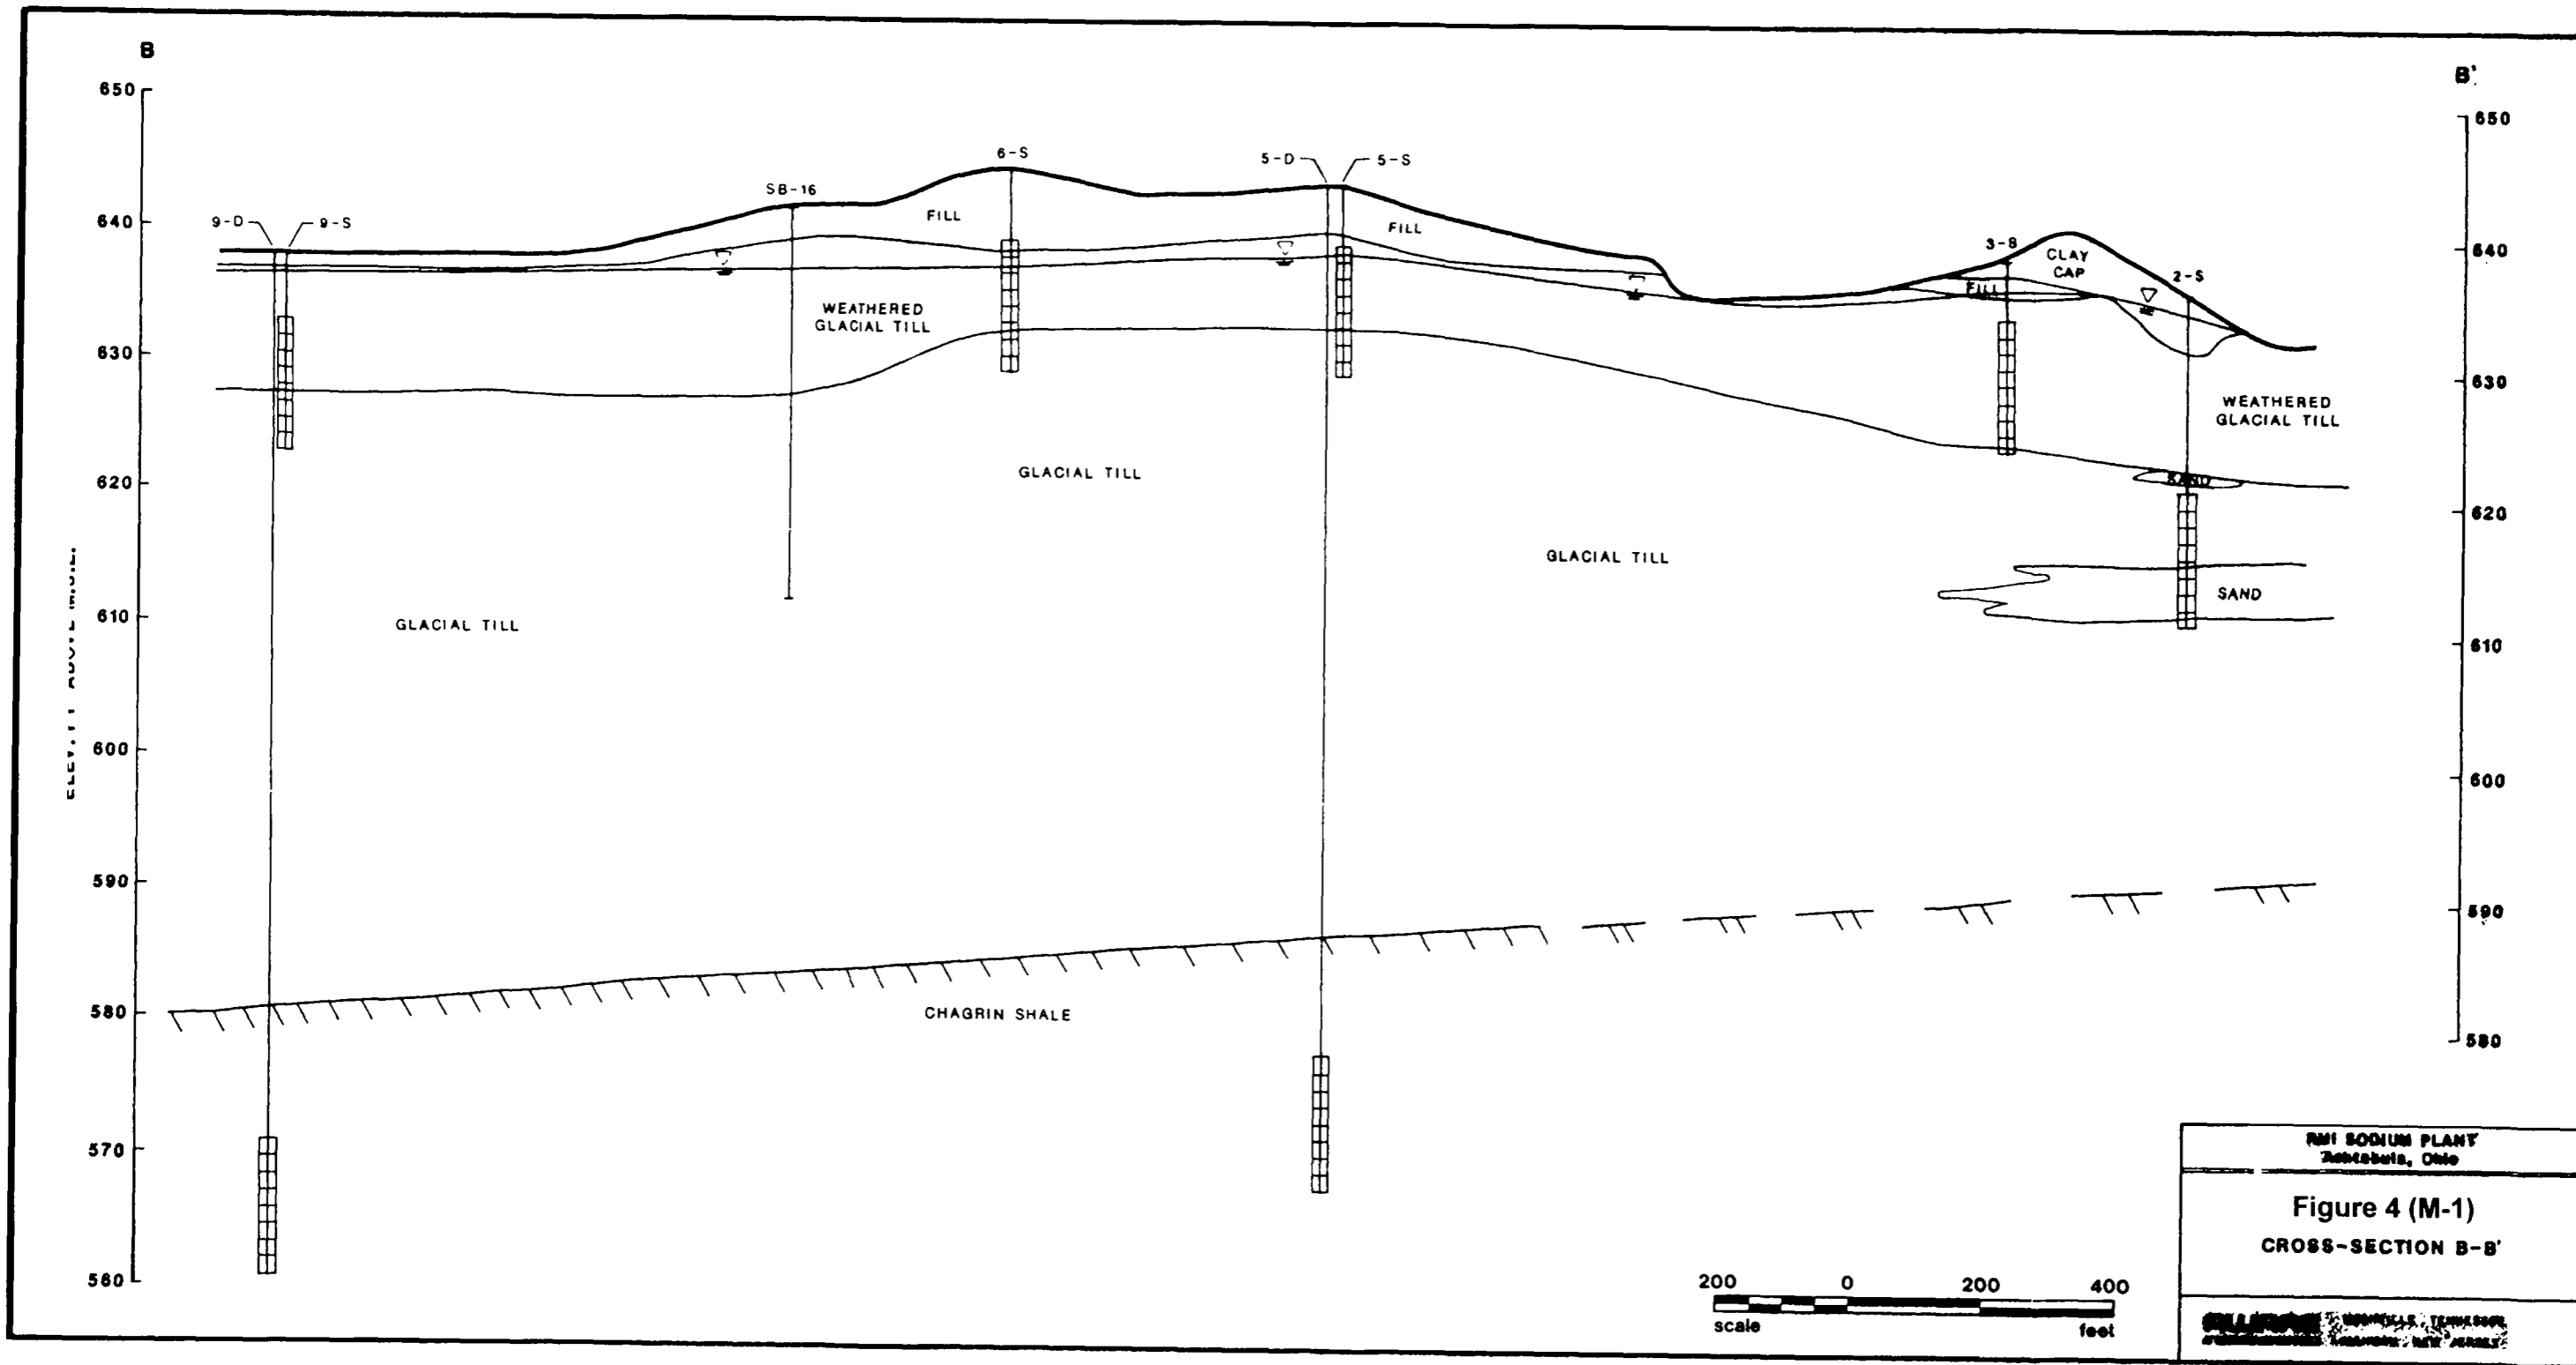 B
B'
650
640
630
620
610
600
590
580
570
560
650
640
630
620
610
600
590
580
9-D
9-S
SB-16
6-S
5-D
5-S
3-S
2-S
FILL
FILL
CLAY
CAP
FILL
WEATHERED
GLACIAL TILL
WEATHERED
GLACIAL TILL
SAND
GLACIAL TILL
GLACIAL TILL
SAND
GLACIAL TILL
CHAGRIN SHALE
200 0 200 400
scale feet
RMI SODIUM PLANT
Ashtabula, Ohio
Figure 4 (M-1)
CROSS-SECTION B-B'
TENNESSEE
NEW JERSEY